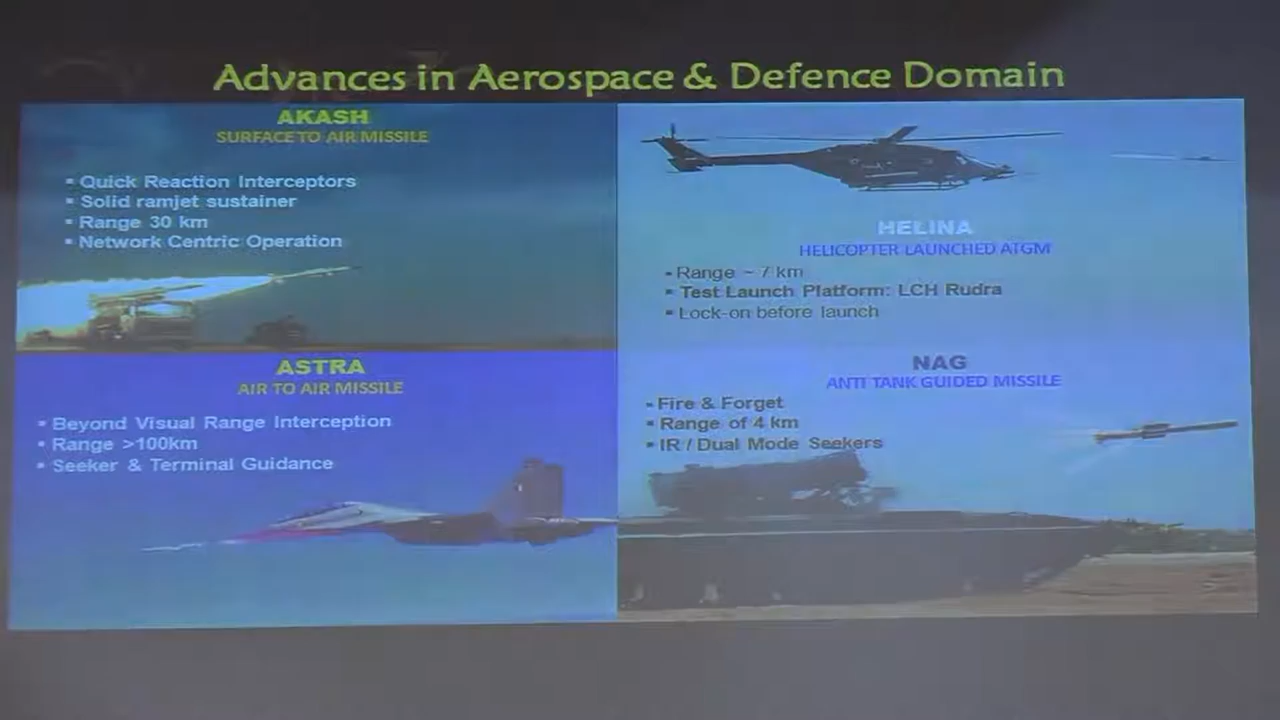 Advances in Aerospace & Defence Domain
AKASH
SURFACE TO AIR MISSILE
▪ Quick Reaction Interceptors
▪ Solid ramjet sustainer
▪ Range 30 km
▪ Network Centric Operation
HELINA
HELICOPTER LAUNCHED ATGM
▪ Range ~ 7 km
▪ Test Launch Platform: LCH Rudra
▪ Lock-on before launch
ASTRA
AIR TO AIR MISSILE
▪ Beyond Visual Range Interception
▪ Range >100km
▪ Seeker & Terminal Guidance
NAG
ANTI TANK GUIDED MISSILE
▪ Fire & Forget
▪ Range of 4 km
▪ IR / Dual Mode Seekers